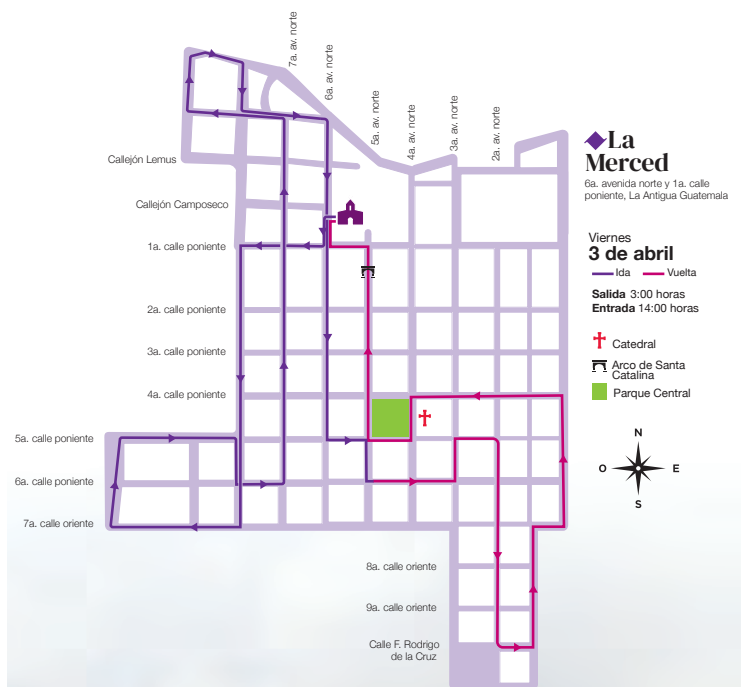 7a. av. norte
6a. av. norte
5a. av. norte
4a. av. norte
3a. av. norte
2a. av. norte
Callejón Lemus
Callejón Camposeco
1a. calle poniente
2a. calle poniente
3a. calle poniente
4a. calle poniente
5a. calle poniente
6a. calle poniente
7a. calle oriente
8a. calle oriente
9a. calle oriente
Calle F. Rodrigo
de la Cruz
La
Merced
6a. avenida norte y 1a. calle
poniente, La Antigua Guatemala
Viernes
3 de abril
Ida Vuelta
Salida 3:00 horas
Entrada 14:00 horas
Catedral
Arco de Santa
Catalina
Parque Central
N
O E
S